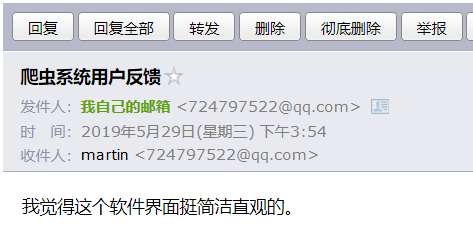 回复 回复全部 转发 删除 彻底删除 举报
爬虫系统用户反馈
发件人：我自己的邮箱 <724797522@qq.com>
时 间：2019年5月29日(星期三) 下午3:54
收件人：martin <724797522@qq.com>
我觉得这个软件界面挺简洁直观的。